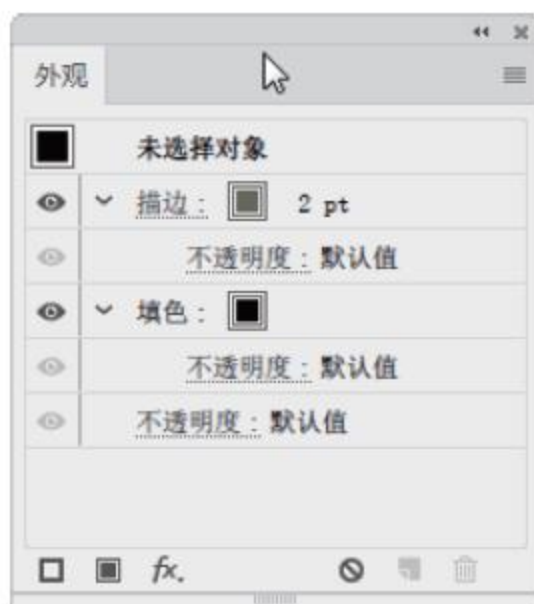 外观
未选择对象
描边： 2 pt
不透明度：默认值
填色：
不透明度：默认值
不透明度：默认值
fx.